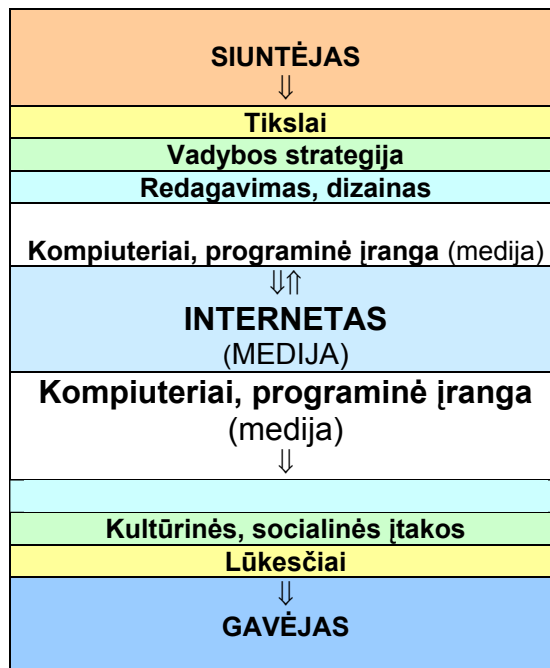 SIUNTĖJAS
⇓
Tikslai
Vadybos strategija
Redagavimas, dizainas
Kompiuteriai, programinė įranga (medija)
⇓⇑
INTERNETAS
(MEDIJA)
Kompiuteriai, programinė įranga
(medija)
⇓
Kultūrinės, socialinės įtakos
Lūkesčiai
⇓
GAVĖJAS